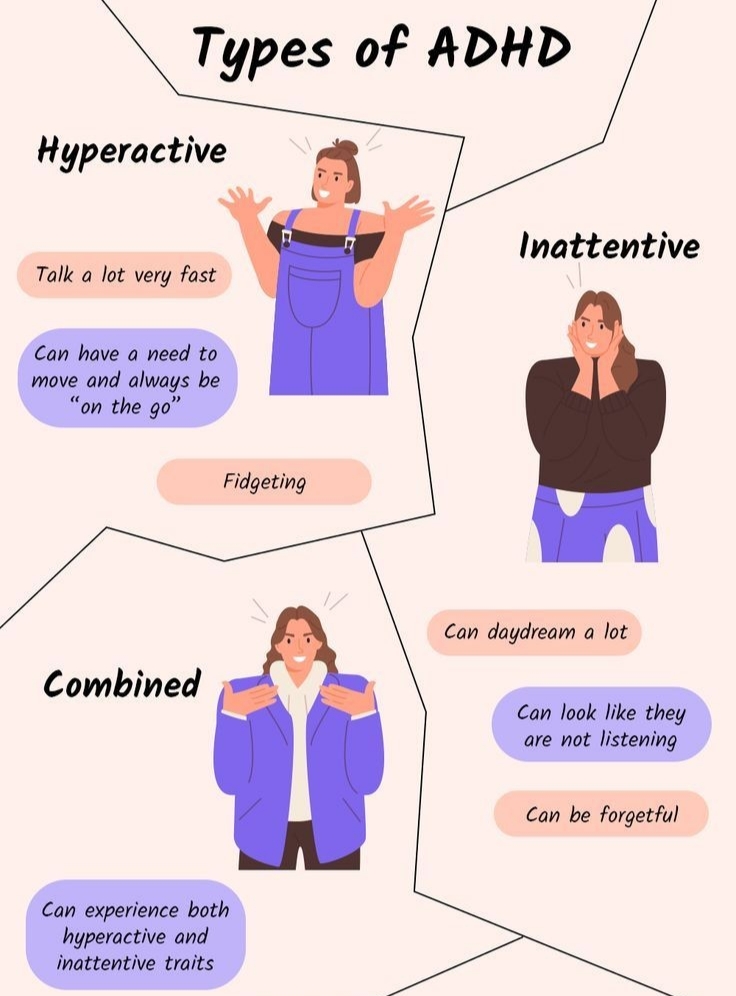 Types of ADHD
Hyperactive
Talk a lot very fast
Can have a need to
move and always be
“on the go”
Fidgeting
Inattentive
Can daydream a lot
Can look like they
are not listening
Can be forgetful
Combined
Can experience both
hyperactive and
inattentive traits